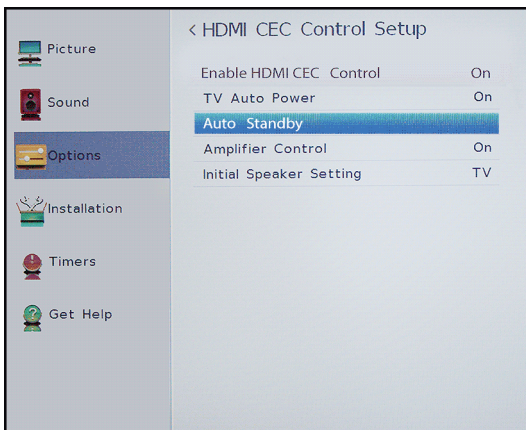 < HDMI CEC Control Setup
Picture
Sound
Options
Installation
Timers
Get Help
Enable HDMI CEC Control On
TV Auto Power On
Auto Standby
Amplifier Control On
Initial Speaker Setting TV